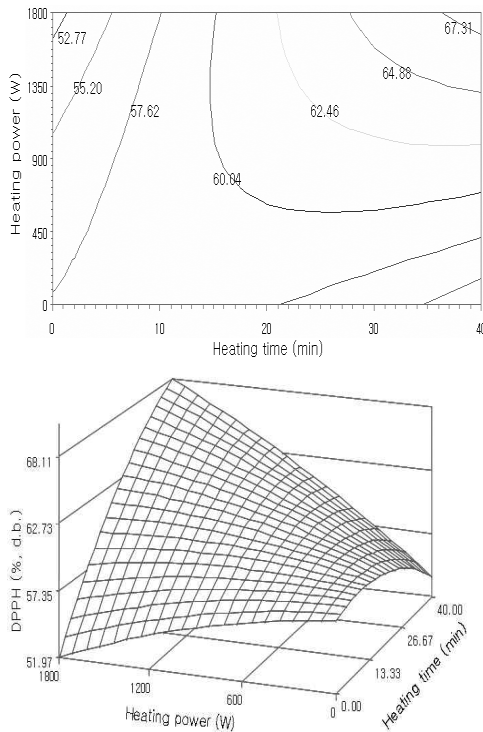 1800
52.77
67.31
64.88
55.20
1350
57.62
62.46
900
60.04
450
0
0 10 20 30 40
Heating power (W)
Heating time (min)
68.11
62.73
57.35
51.97
DPPH (%, d.b.)
1800 1200 600 0
Heating power (W)
0.00 13.33 26.67 40.00
Heating time (min)